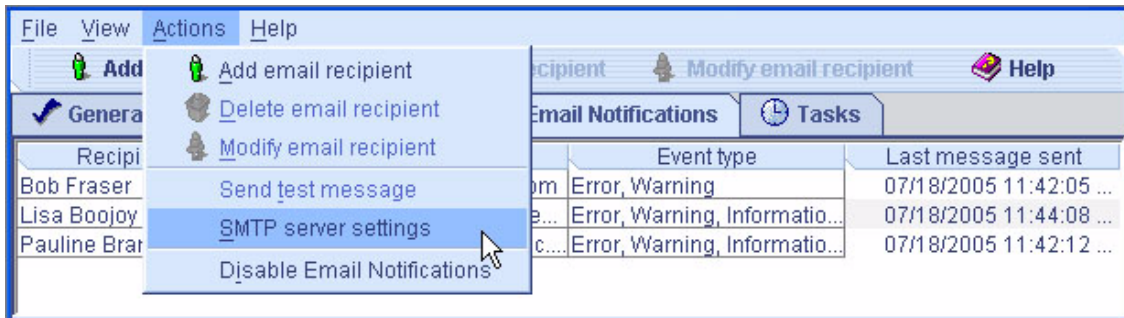 File View Actions Help
Add ecipient Modify email recipient Help
Add email recipient
Delete email recipient
Modify email recipient
Send test message
SMTP server settings
Disable Email Notifications
Genera Email Notifications Tasks
Recipi Event type Last message sent
Bob Fraser om Error, Warning 07/18/2005 11:42:05 ...
Lisa Boojoy e... Error, Warning, Informatio... 07/18/2005 11:44:08 ...
Pauline Bran c.... Error, Warning, Informatio... 07/18/2005 11:42:12 ...